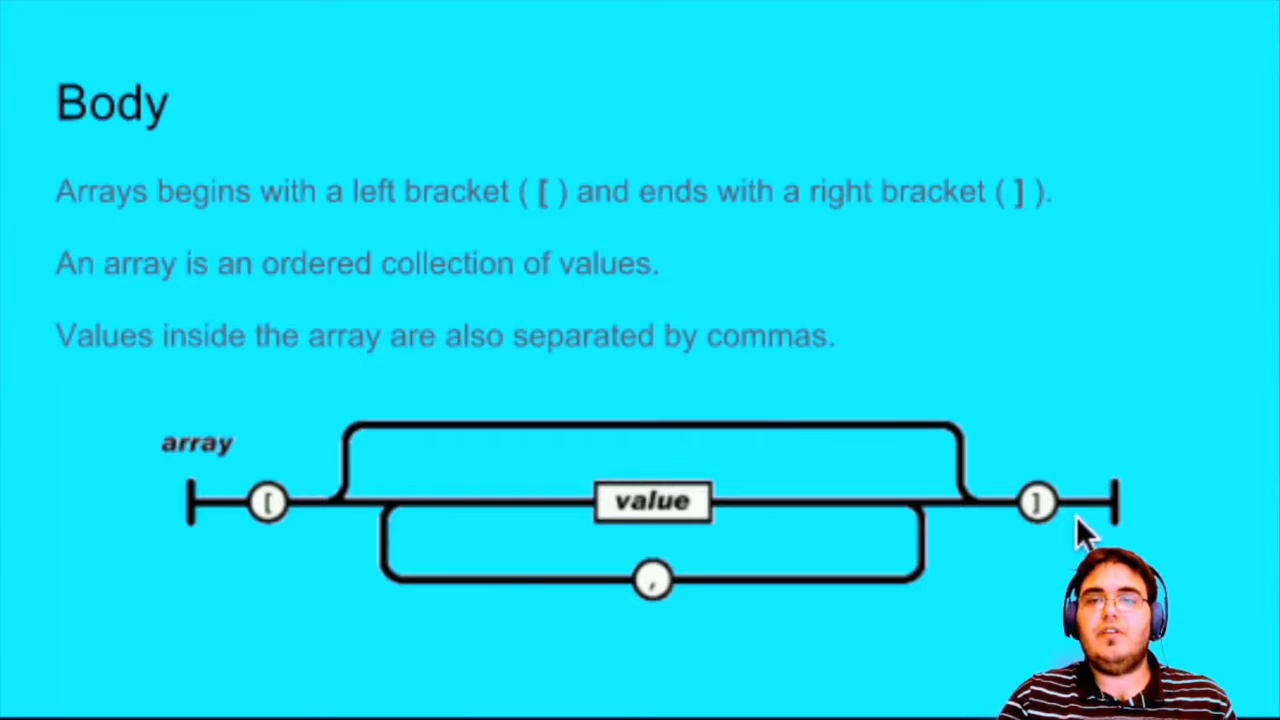 Body
Arrays begins with a left bracket ( [ ) and ends with a right bracket ( ] ).
An array is an ordered collection of values.
Values inside the array are also separated by commas.
array
[ value ]
,